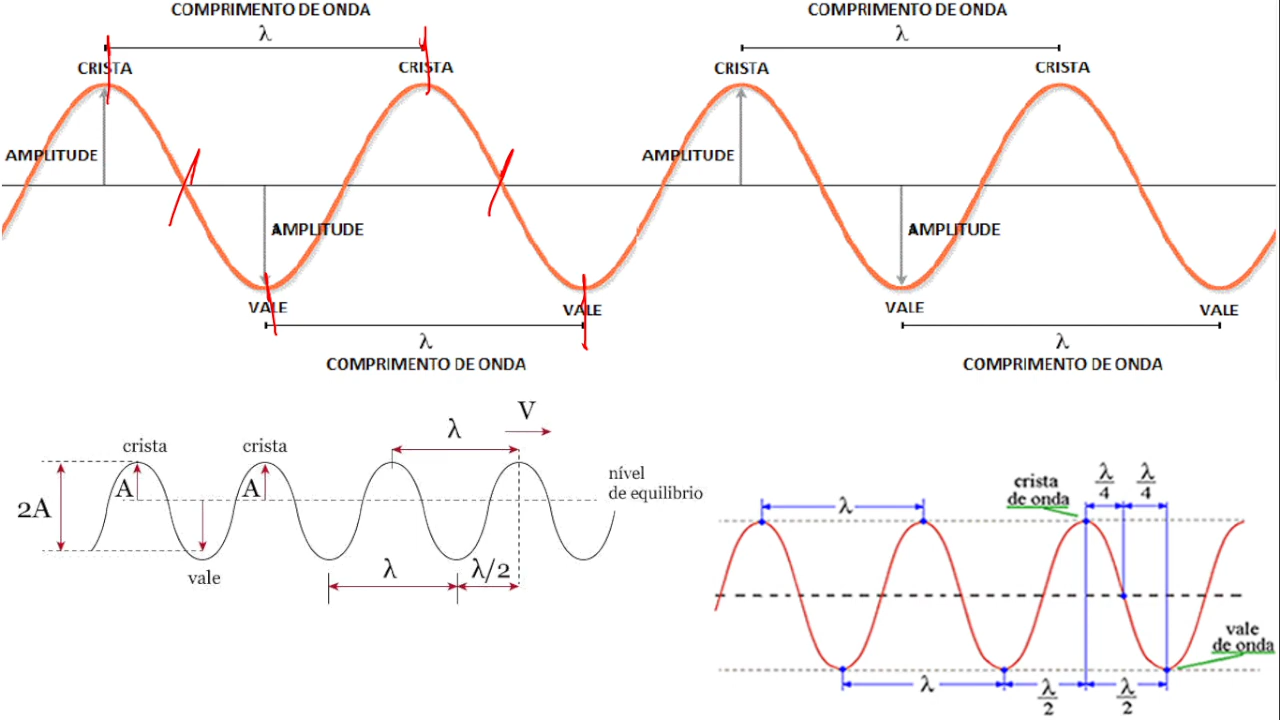 COMPRIMENTO DE ONDA
λ
CRISTA
CRISTA
AMPLITUDE
AMPLITUDE
VALE
VALE
λ
COMPRIMENTO DE ONDA
COMPRIMENTO DE ONDA
λ
CRISTA
CRISTA
AMPLITUDE
AMPLITUDE
VALE
VALE
λ
COMPRIMENTO DE ONDA
V
λ
crista
crista
A
A
2A
nível
de equilibrio
vale
λ
λ/2
λ
crista
de onda
λ/4
λ/4
vale
de onda
λ
λ/2
λ/2